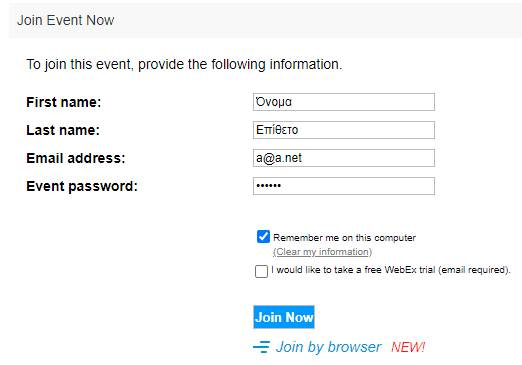 Join Event Now
To join this event, provide the following information.
First name: Όνομα
Last name: Επίθετο
Email address: a@a.net
Event password: ••••••
Remember me on this computer
(Clear my information)
I would like to take a free WebEx trial (email required).
Join Now
Join by browser NEW!